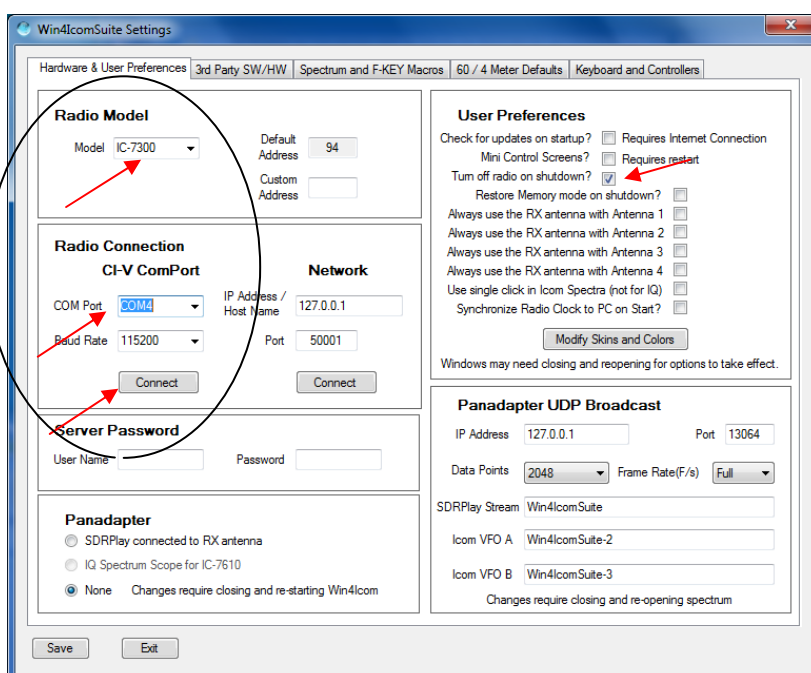 Win4IcomSuite Settings
Hardware & User Preferences 3rd Party SW/HW Spectrum and F-KEY Macros 60 / 4 Meter Defaults Keyboard and Controllers
Radio Model
Model IC-7300
Default
Address 94
Custom
Address
Radio Connection
CI-V ComPort
COM Port COM4
Baud Rate 115200
Connect
Network
IP Address /
Host Name 127.0.0.1
Port 50001
Connect
Server Password
User Name Password
Panadapter
SDRPlay connected to RX antenna
IQ Spectrum Scope for IC-7610
None Changes require closing and re-starting Win4Icom
User Preferences
Check for updates on startup? Requires Internet Connection
Mini Control Screens? Requires restart
Turn off radio on shutdown?
Restore Memory mode on shutdown?
Always use the RX antenna with Antenna 1
Always use the RX antenna with Antenna 2
Always use the RX antenna with Antenna 3
Always use the RX antenna with Antenna 4
Use single click in Icom Spectra (not for IQ)
Synchronize Radio Clock to PC on Start?
Modify Skins and Colors
Windows may need closing and reopening for options to take effect.
Panadapter UDP Broadcast
IP Address 127.0.0.1 Port 13064
Data Points 2048 Frame Rate(F/s) Full
SDRPlay Stream Win4IcomSuite
Icom VFO A Win4IcomSuite-2
Icom VFO B Win4IcomSuite-3
Changes require closing and re-opening spectrum
Save Exit